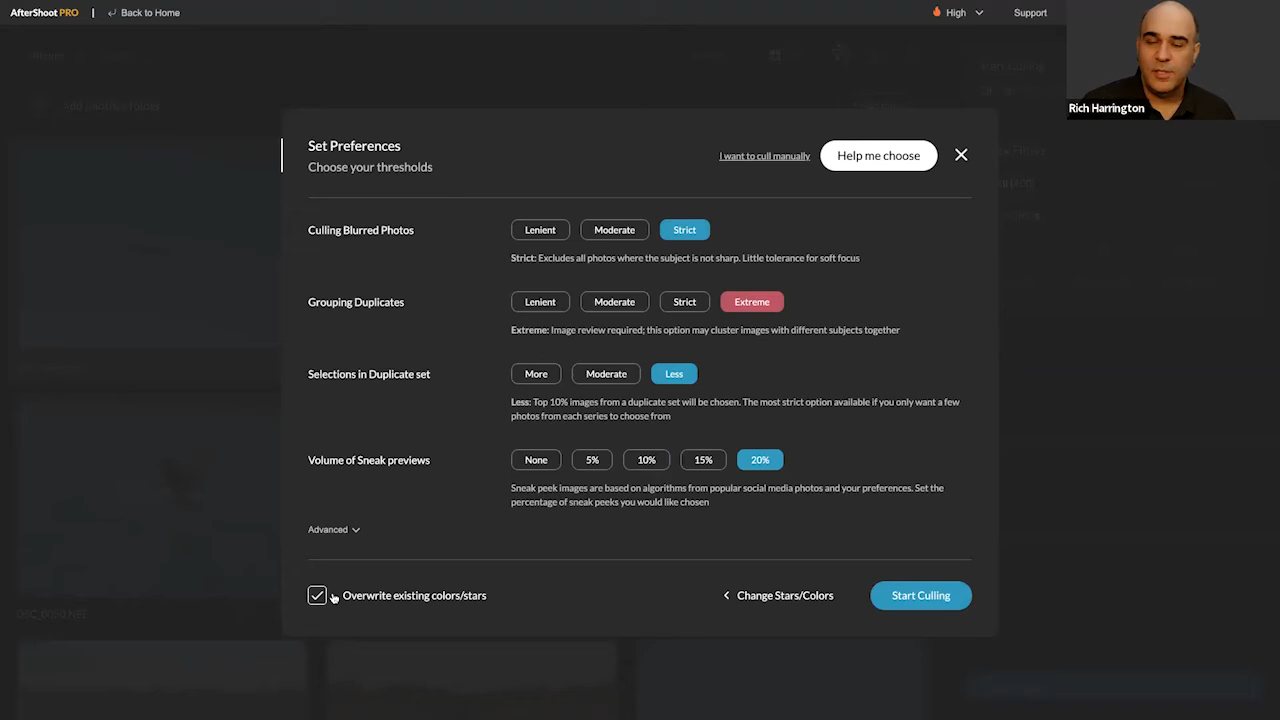 AfterShoot PRO | Back to Home
High
Support
Rich Harrington
Set Preferences
Choose your thresholds
I want to cull manually
Help me choose
Culling Blurred Photos
Lenient Moderate Strict
Strict: Excludes all photos where the subject is not sharp. Little tolerance for soft focus
Grouping Duplicates
Lenient Moderate Strict Extreme
Extreme: Image review required; this option may cluster images with different subjects together
Selections in Duplicate set
More Moderate Less
Less: Top 10% images from a duplicate set will be chosen. The most strict option available if you only want a few
photos from each series to choose from
Volume of Sneak previews
None 5% 10% 15% 20%
Sneak peek images are based on algorithms from popular social media photos and your preferences. Set the
percentage of sneak peeks you would like chosen
Advanced
Overwrite existing colors/stars
Change Stars/Colors
Start Culling